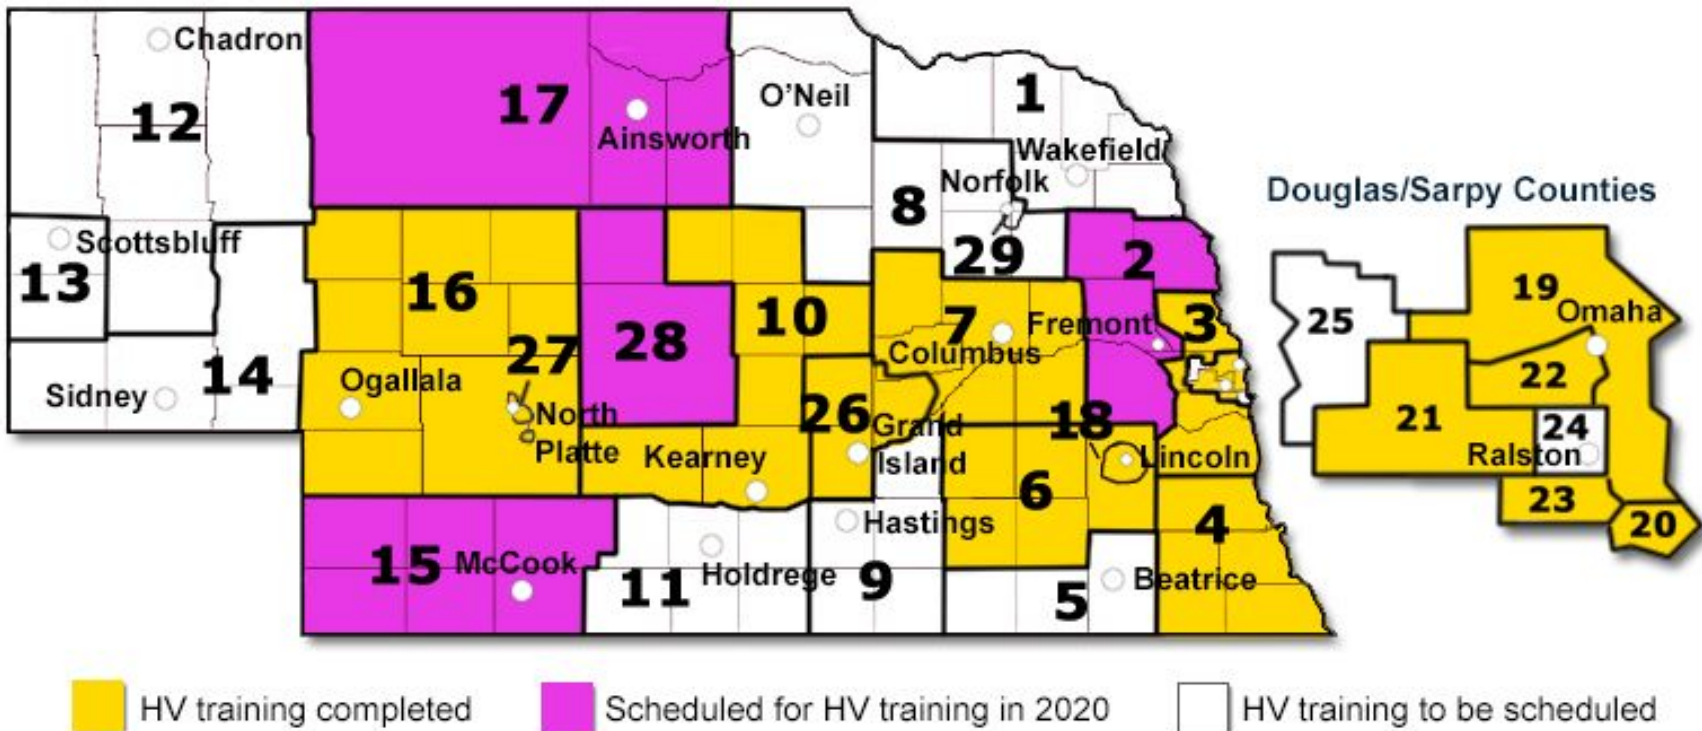 Chadron
12
17
Ainsworth
O'Neil
1
Wakefield
Norfolk
8
29
2
Scottsbluff
13
14
Sidney
16
27
Ogallala
North
Platte
28
10
7
Columbus
Fremont
3
26
Grand
Island
Kearney
18
Lincoln
6
4
15
McCook
11
Holdrege
Hastings
9
5
Beatrice
Douglas/Sarpy Counties
25
19
Omaha
22
21
24
Ralston
23
20
HV training completed
Scheduled for HV training in 2020
HV training to be scheduled